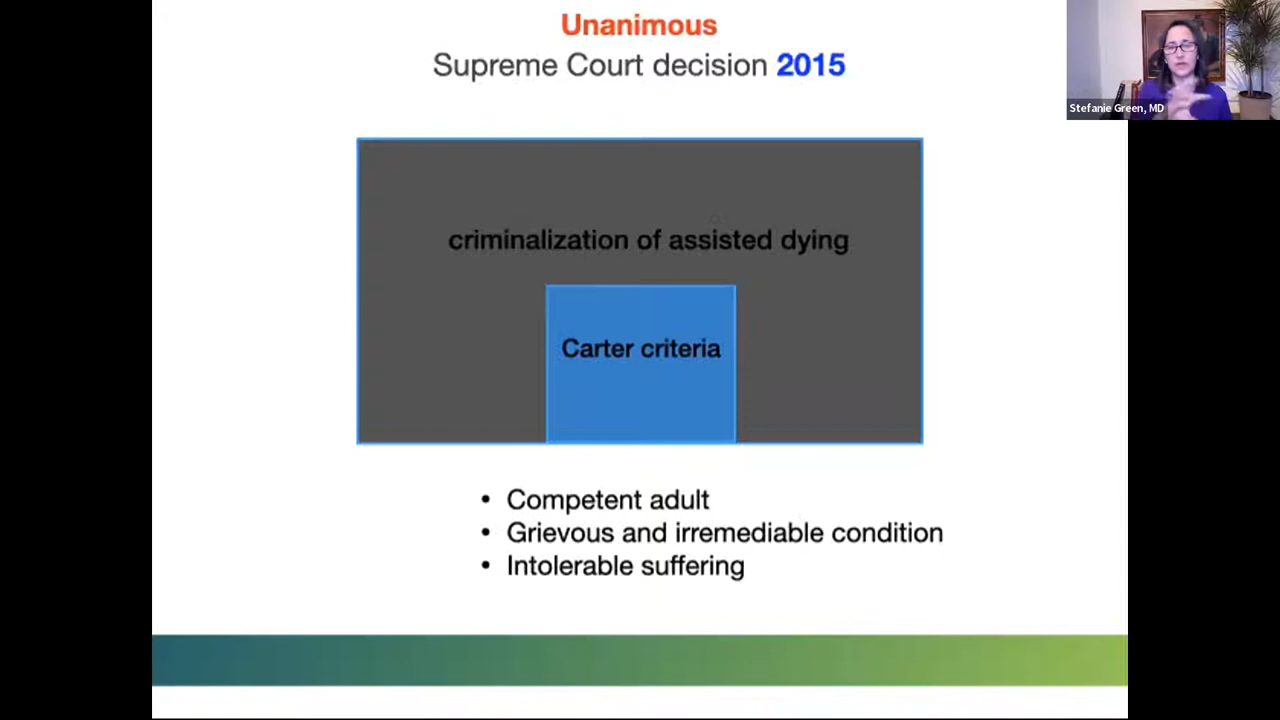 Unanimous
Supreme Court decision 2015
Stefanie Green, MD
criminalization of assisted dying
Carter criteria
• Competent adult
• Grievous and irremediable condition
• Intolerable suffering